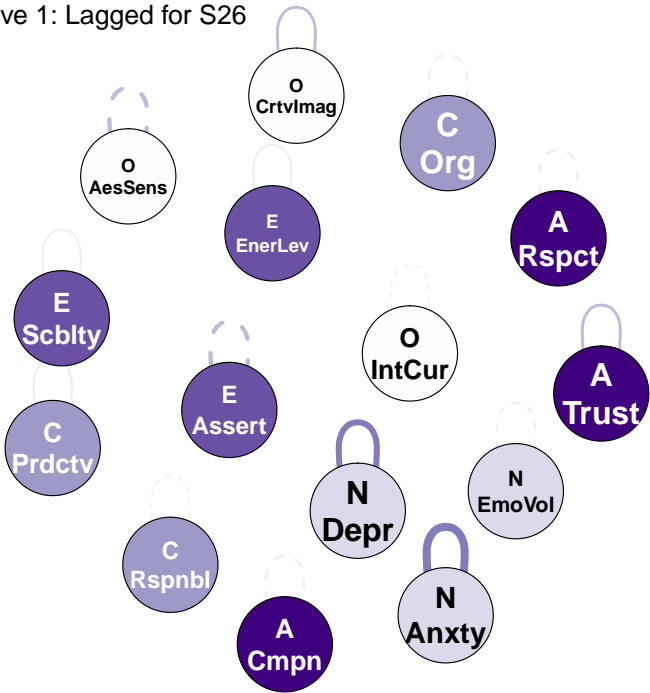 ve 1: Lagged for S26
O
CrtvImag
C
Org
O
AesSens
E
EnerLev
A
Rspct
E
Scblty
O
IntCur
A
Trust
E
Assert
C
Prdctv
N
EmoVol
N
Depr
C
Rspnbl
N
Anxty
A
Cmpn